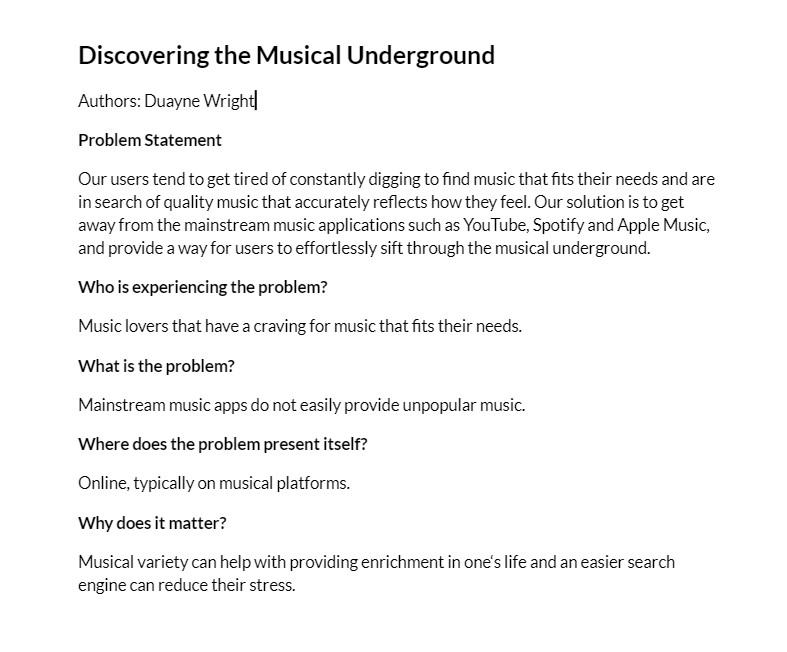 Discovering the Musical Underground
Authors: Duayne Wright
Problem Statement
Our users tend to get tired of constantly digging to find music that fits their needs and are
in search of quality music that accurately reflects how they feel. Our solution is to get
away from the mainstream music applications such as YouTube, Spotify and Apple Music,
and provide a way for users to effortlessly sift through the musical underground.
Who is experiencing the problem?
Music lovers that have a craving for music that fits their needs.
What is the problem?
Mainstream music apps do not easily provide unpopular music.
Where does the problem present itself?
Online, typically on musical platforms.
Why does it matter?
Musical variety can help with providing enrichment in one's life and an easier search
engine can reduce their stress.